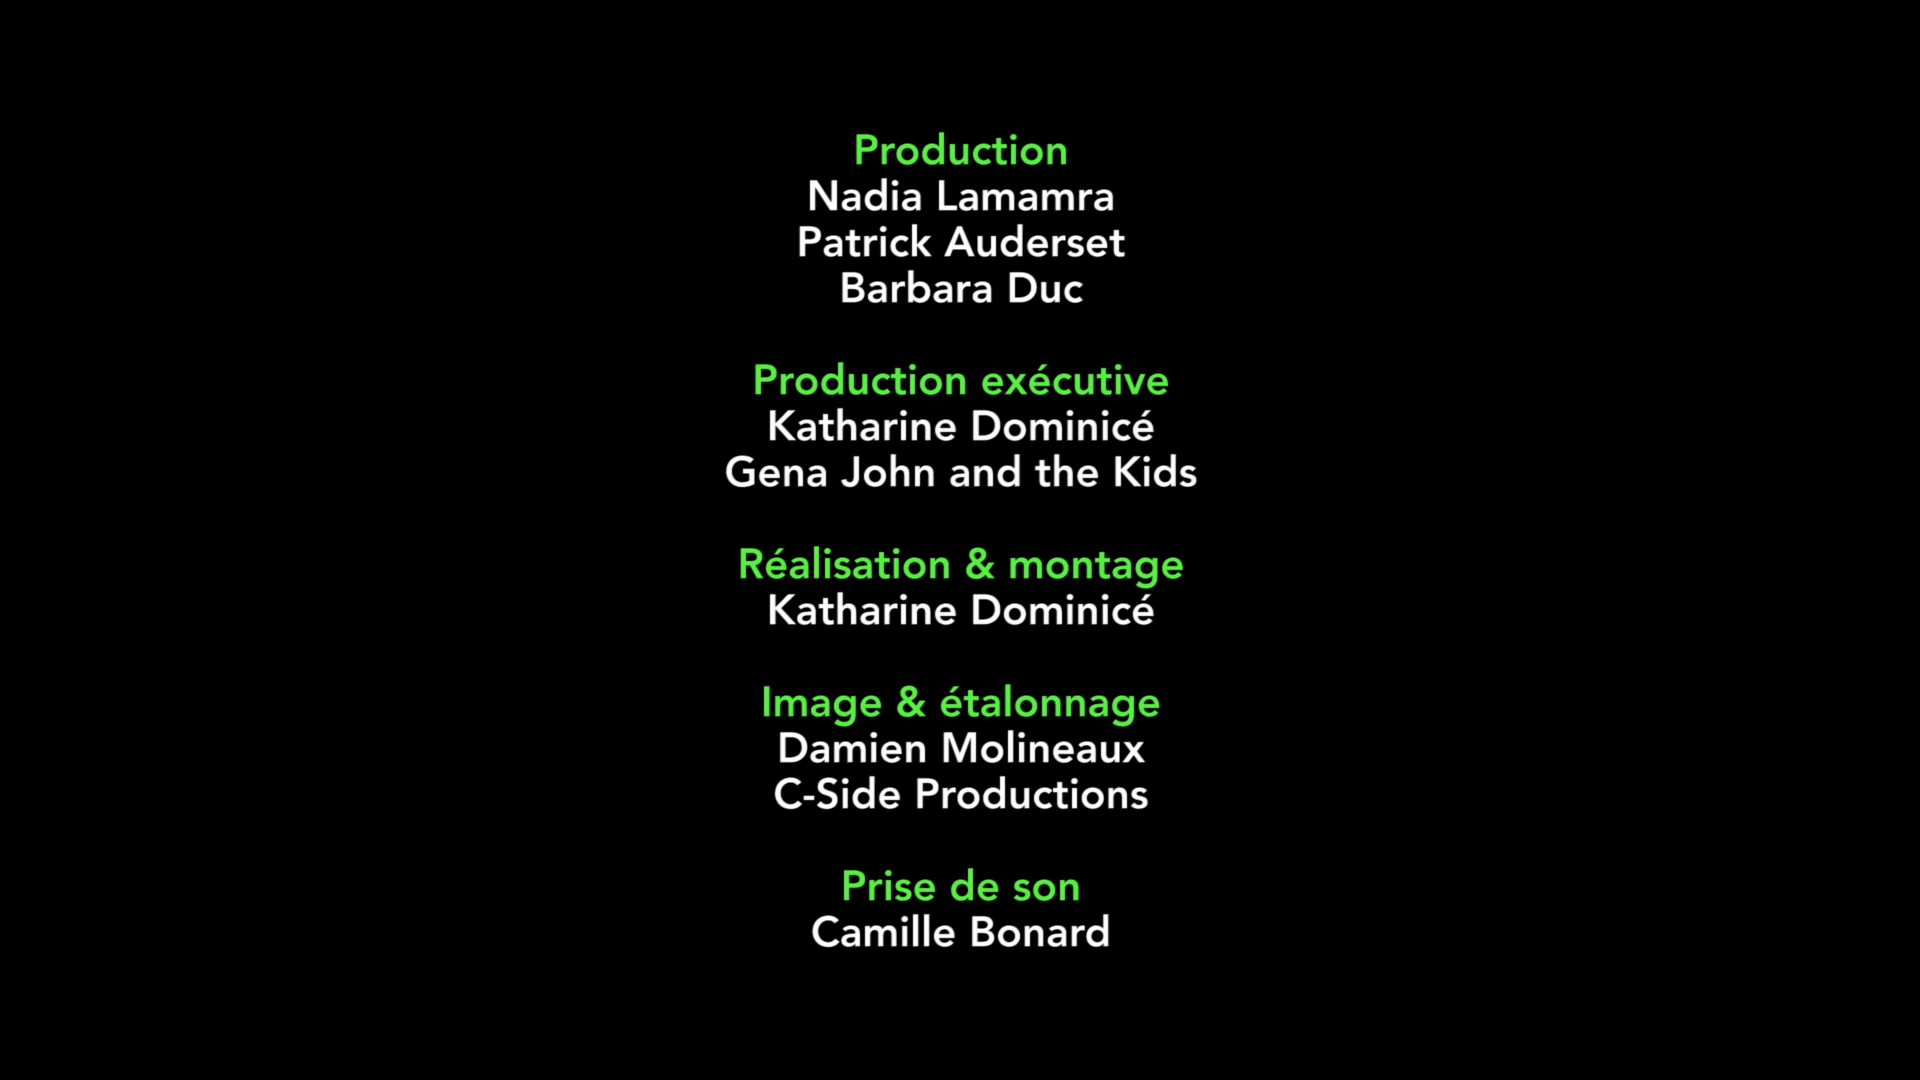 Production
Nadia Lamamra
Patrick Auderset
Barbara Duc
Production exécutive
Katharine Dominicé
Gena John and the Kids
Réalisation & montage
Katharine Dominicé
Image & étalonnage
Damien Molineaux
C-Side Productions
Prise de son
Camille Bonard